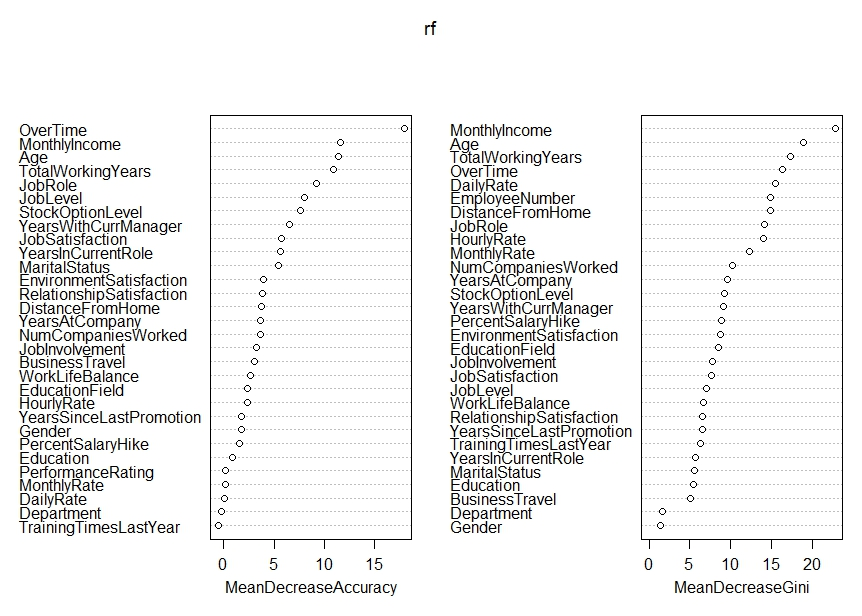 rf
OverTime
MonthlyIncome
Age
TotalWorkingYears
JobRole
JobLevel
StockOptionLevel
YearsWithCurrManager
JobSatisfaction
YearsInCurrentRole
MaritalStatus
EnvironmentSatisfaction
RelationshipSatisfaction
DistanceFromHome
YearsAtCompany
NumCompaniesWorked
JobInvolvement
BusinessTravel
WorkLifeBalance
EducationField
HourlyRate
YearsSinceLastPromotion
Gender
PercentSalaryHike
Education
PerformanceRating
MonthlyRate
DailyRate
Department
TrainingTimesLastYear
0 5 10 15
MeanDecreaseAccuracy
MonthlyIncome
Age
TotalWorkingYears
OverTime
DailyRate
EmployeeNumber
DistanceFromHome
JobRole
HourlyRate
MonthlyRate
NumCompaniesWorked
YearsAtCompany
StockOptionLevel
YearsWithCurrManager
PercentSalaryHike
EnvironmentSatisfaction
EducationField
JobInvolvement
JobSatisfaction
JobLevel
WorkLifeBalance
RelationshipSatisfaction
YearsSinceLastPromotion
TrainingTimesLastYear
YearsInCurrentRole
MaritalStatus
Education
BusinessTravel
Department
Gender
0 5 10 15 20
MeanDecreaseGini